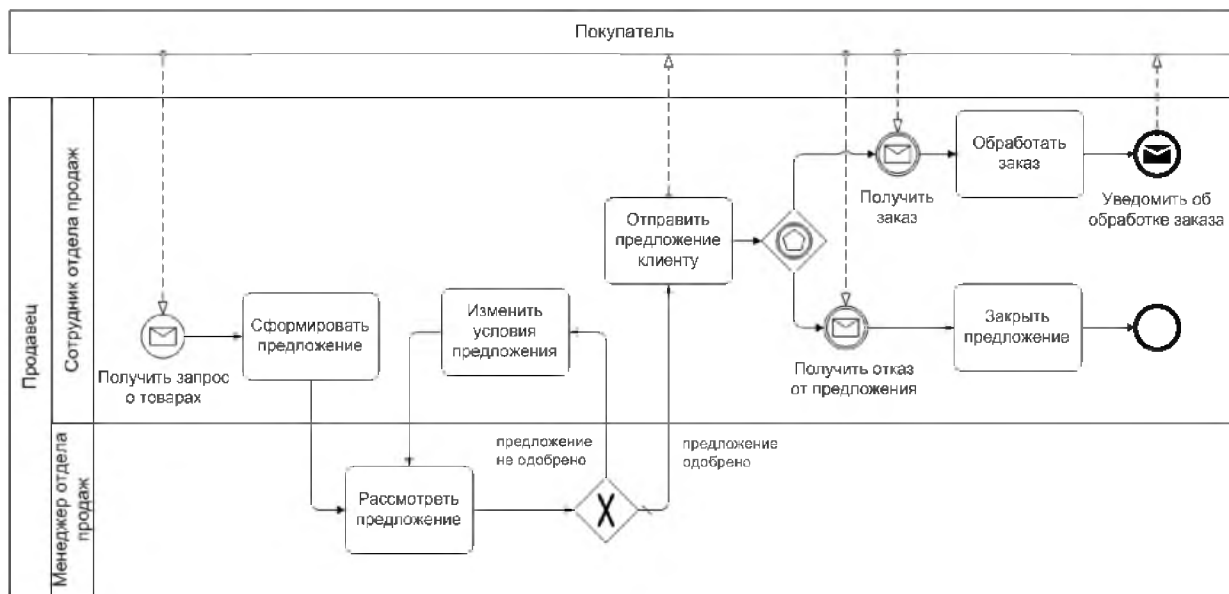 Покупатель
Продавец
Сотрудник отдела продаж
Менеджер отдела
продаж
Получить запрос
о товарах
Сформировать
предложение
Изменить
условия
предложения
Рассмотреть
предложение
предложение
не одобрено
предложение
одобрено
Отправить
предложение
клиенту
Получить
заказ
Обработать
заказ
Уведомить об
обработке заказа
Получить отказ
от предложения
Закрыть
предложение